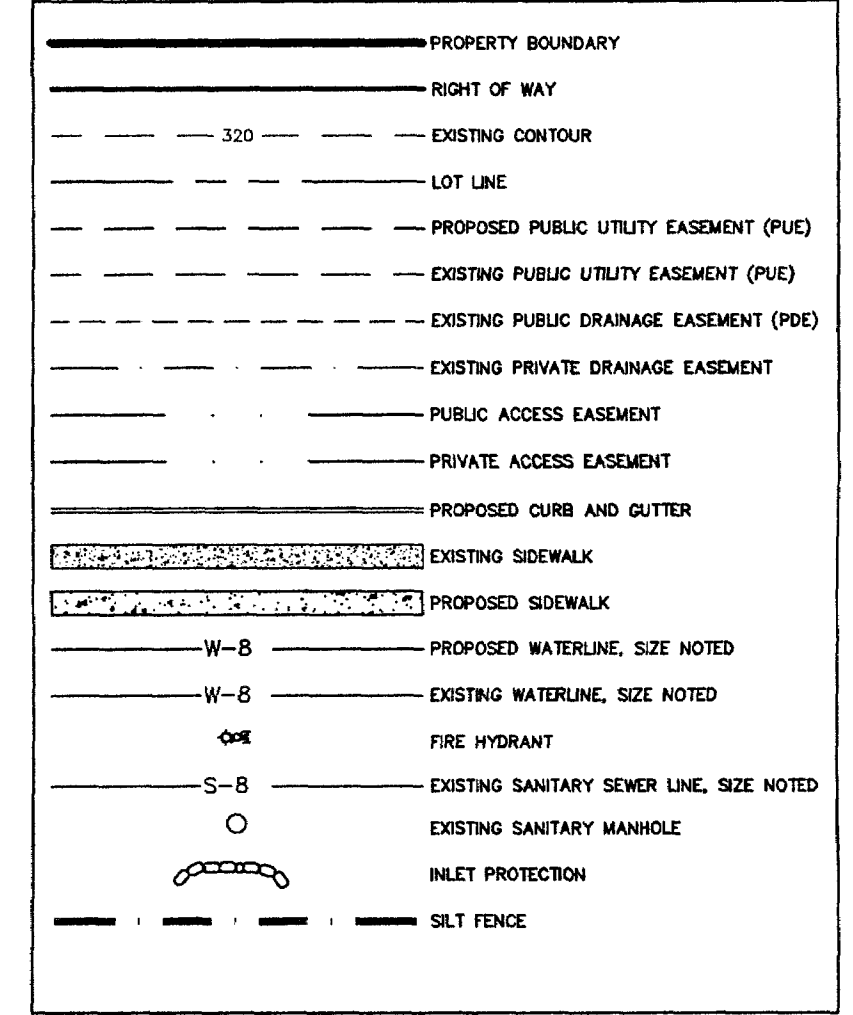 PROPERTY BOUNDARY
RIGHT OF WAY
320 EXISTING CONTOUR
LOT LINE
PROPOSED PUBLIC UTILITY EASEMENT (PUE)
EXISTING PUBLIC UTILITY EASEMENT (PUE)
EXISTING PUBLIC DRAINAGE EASEMENT (PDE)
EXISTING PRIVATE DRAINAGE EASEMENT
PUBLIC ACCESS EASEMENT
PRIVATE ACCESS EASEMENT
PROPOSED CURB AND GUTTER
EXISTING SIDEWALK
PROPOSED SIDEWALK
W-8 PROPOSED WATERLINE, SIZE NOTED
W-8 EXISTING WATERLINE, SIZE NOTED
FIRE HYDRANT
S-8 EXISTING SANITARY SEWER LINE, SIZE NOTED
EXISTING SANITARY MANHOLE
INLET PROTECTION
SILT FENCE